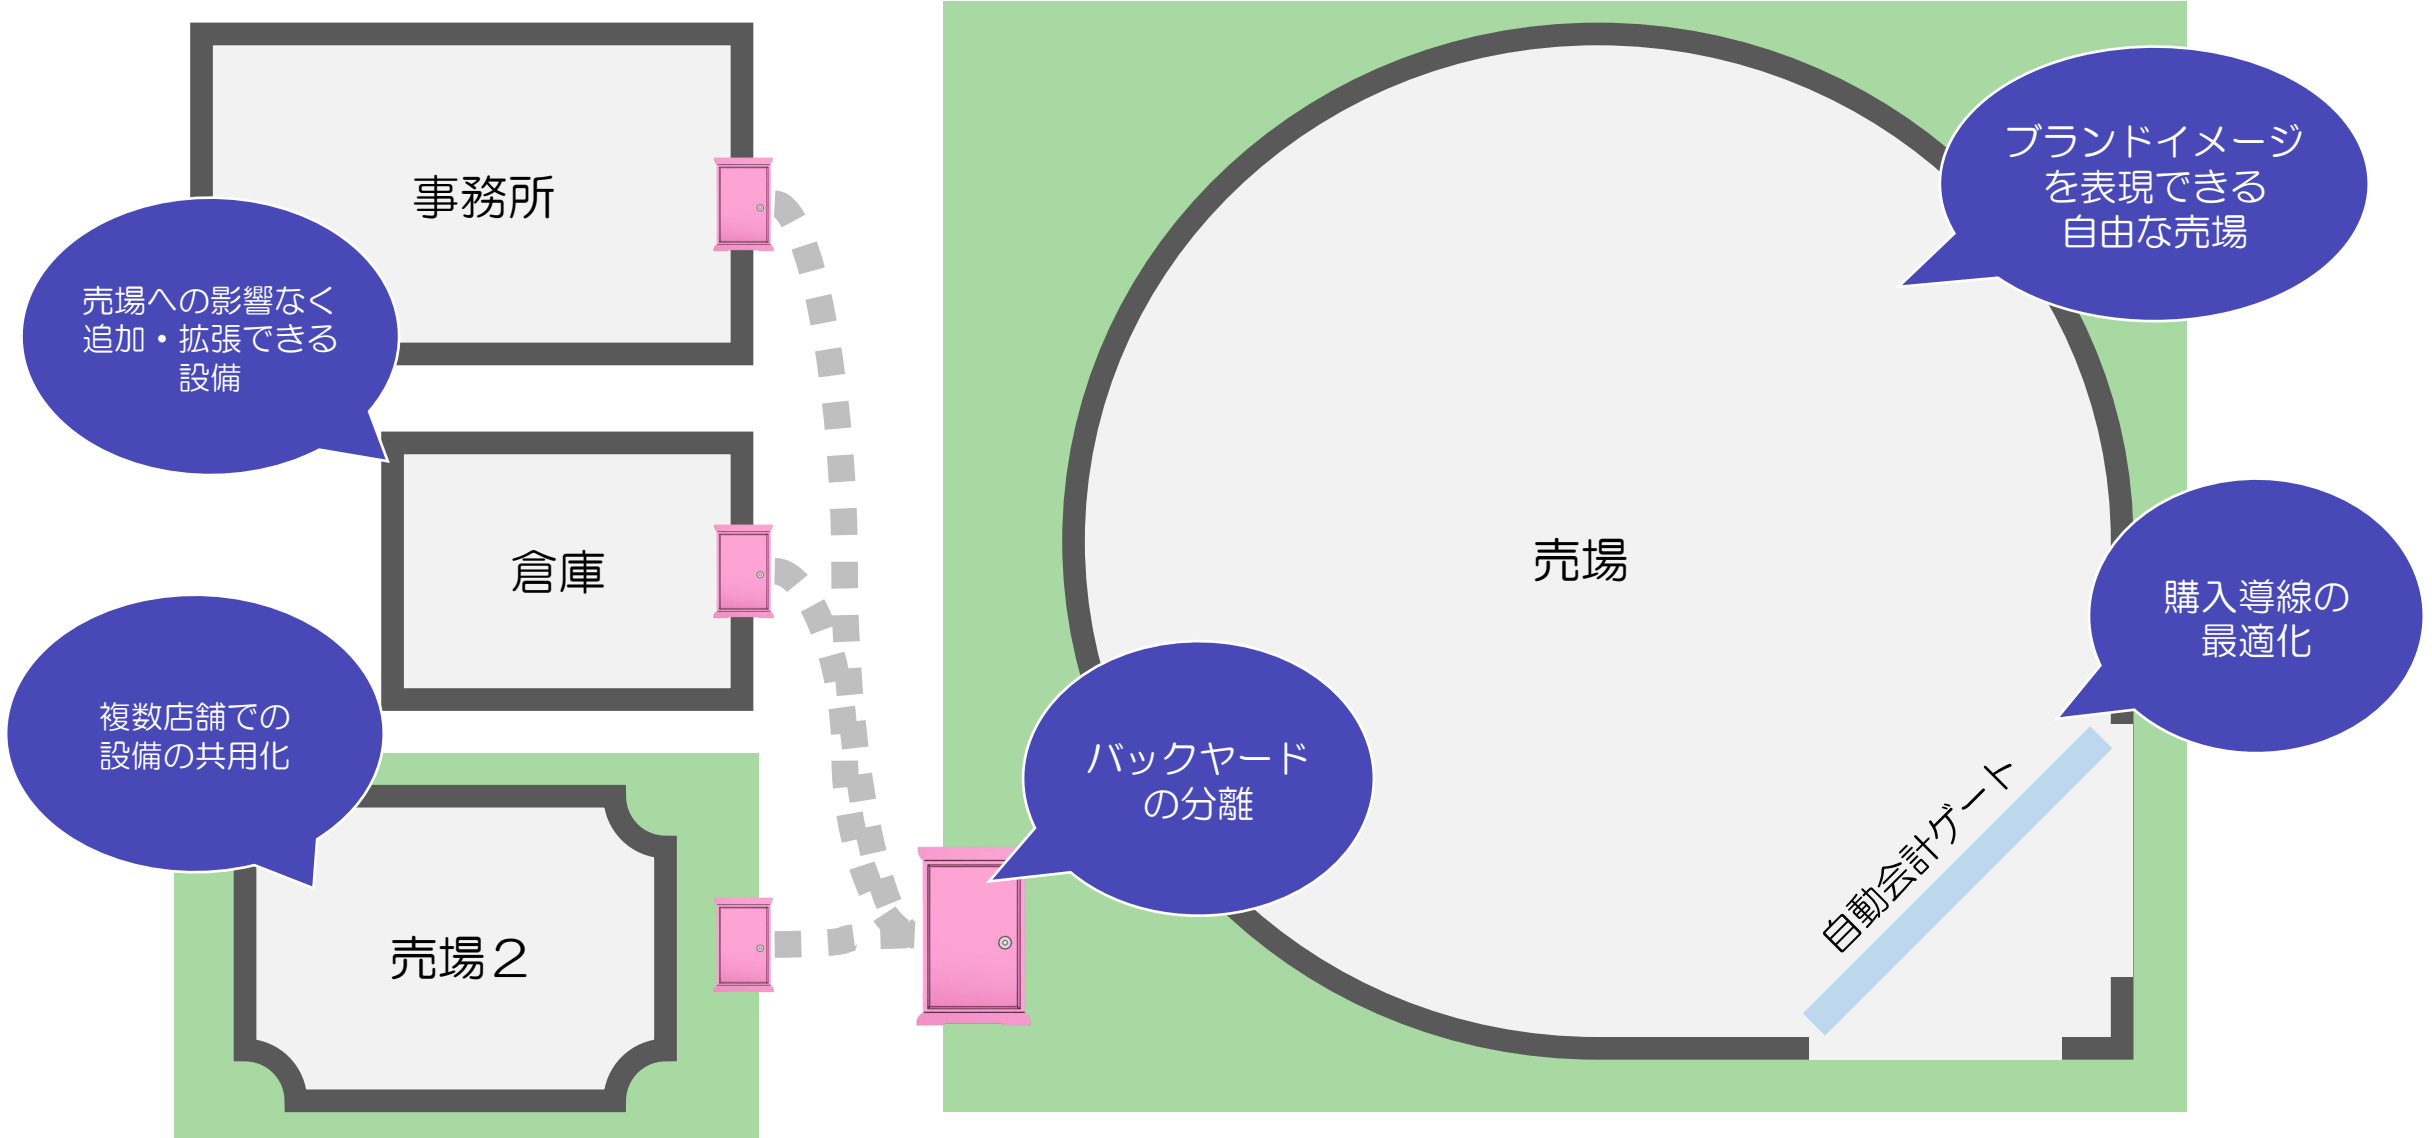 事務所
売場への影響なく
追加・拡張できる
設備
倉庫
複数店舗での
設備の共用化
売場２
ブランドイメージ
を表現できる
自由な売場
売場
購入導線の
最適化
バックヤード
の分離
自動会計ゲート